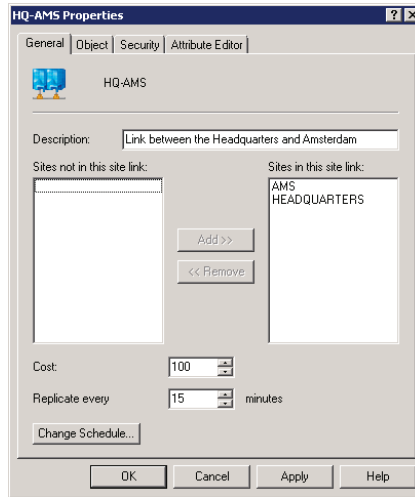 HQ-AMS Properties
General Object Security Attribute Editor
HQ-AMS
Description: Link between the Headquarters and Amsterdam
Sites not in this site link: Sites in this site link:
AMS
HEADQUARTERS
Add >>
<< Remove
Cost: 100
Replicate every 15 minutes
Change Schedule...
OK Cancel Apply Help